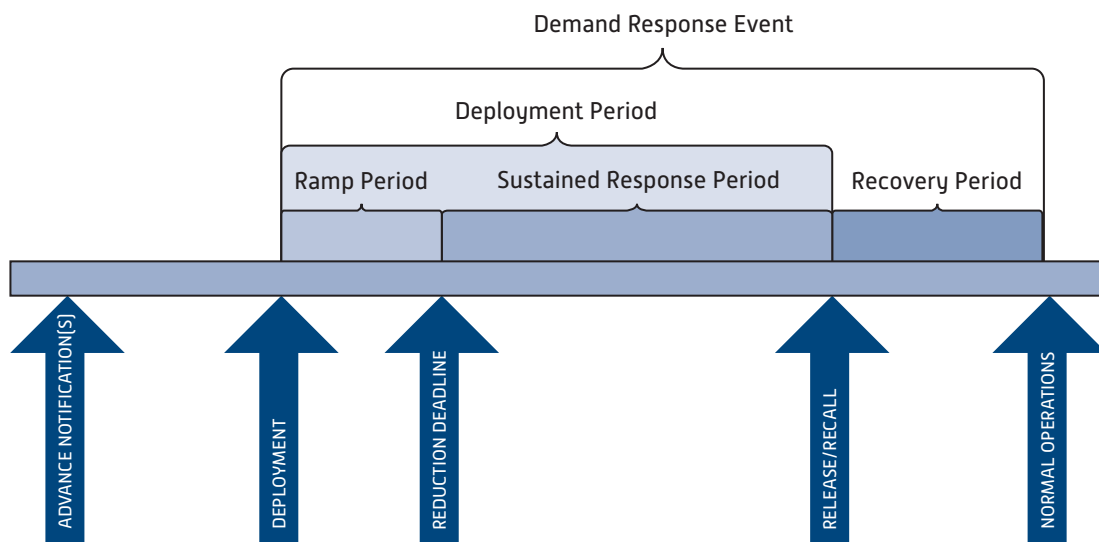 Demand Response Event
Deployment Period
Ramp Period
Sustained Response Period
Recovery Period
ADVANCE NOTIFICATION(S)
DEPLOYMENT
REDUCTION DEADLINE
RELEASE/RECALL
NORMAL OPERATIONS